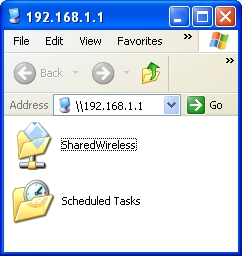 192.168.1.1
File Edit View Favorites »
Back »
Address \\192.168.1.1 Go
SharedWireless
Scheduled Tasks